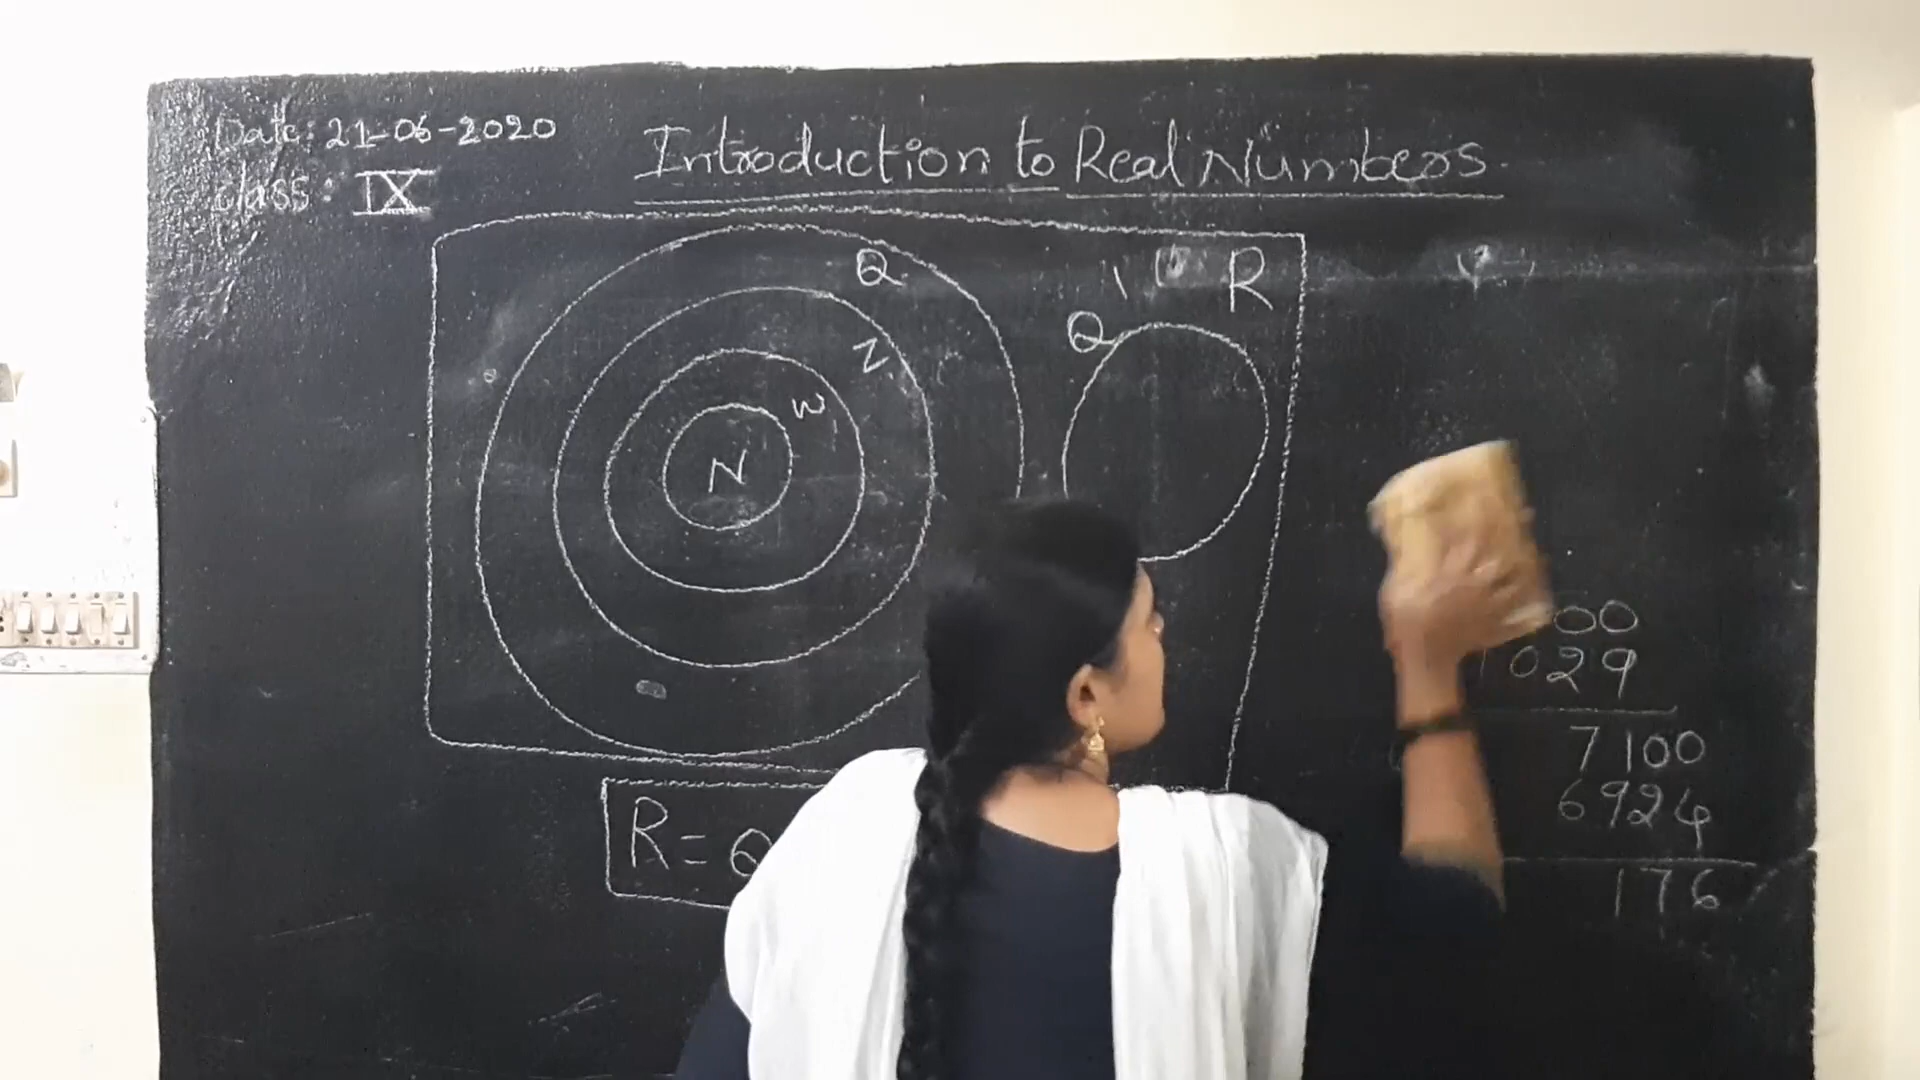 Date: 21-06-2020
Class: IX
Introduction to Real Numbers
Q
R
Q
Z
W
N
00
1029
7100
6924
176
R = Q